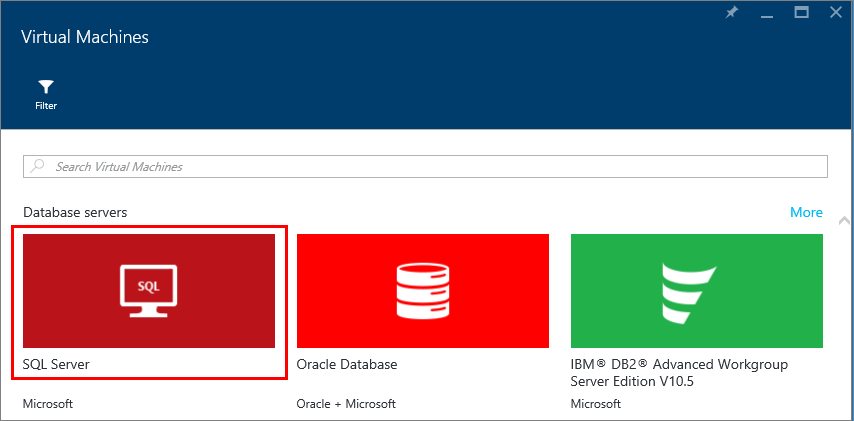 Virtual Machines
Filter
Search Virtual Machines
Database servers
More
SQL
SQL Server
Microsoft
Oracle Database
Oracle + Microsoft
IBM® DB2® Advanced Workgroup
Server Edition V10.5
Microsoft